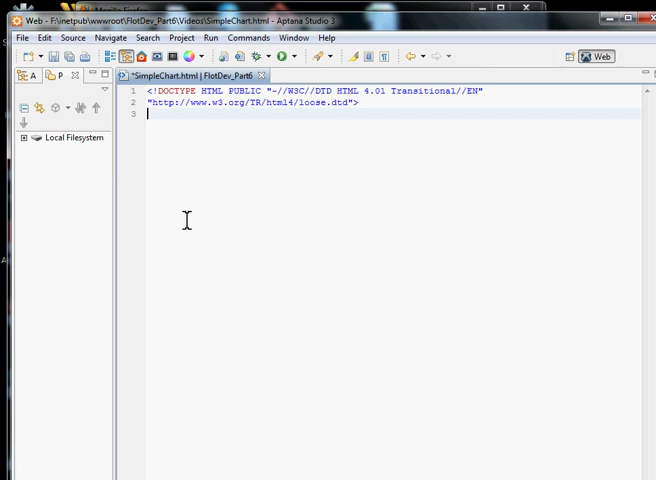 Web - F:\inetpub\wwwroot\FlotDev_Part6\Videos\SimpleChart.html - Aptana Studio 3
File Edit Source Navigate Search Project Run Commands Window Help
Web
A P *SimpleChart.html | FlotDev_Part6
1 <!DOCTYPE HTML PUBLIC "-//W3C//DTD HTML 4.01 Transitional//EN"
2 "http://www.w3.org/TR/html4/loose.dtd">
3
Local Filesystem